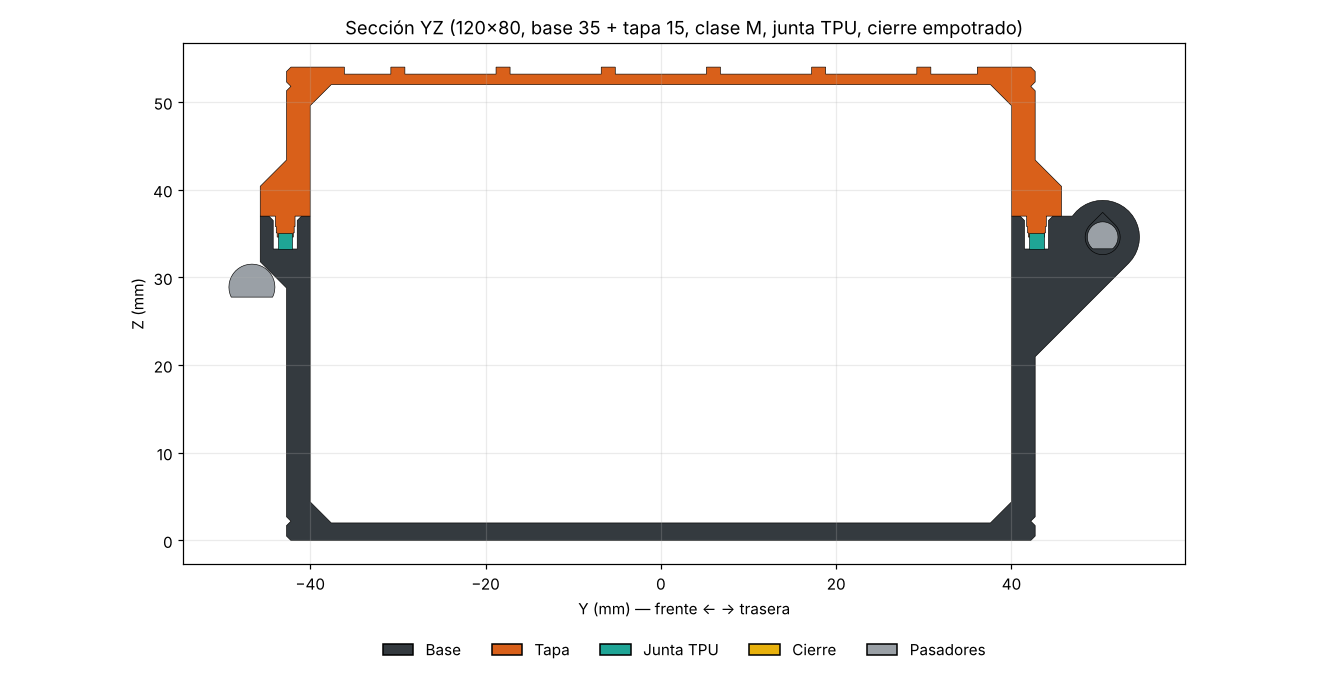 Sección YZ (120×80, base 35 + tapa 15, clase M, junta TPU, cierre empotrado)
50
40
30
20
10
0
Z (mm)
−40
−20
0
20
40
Y (mm) — frente ← → trasera
Base
Tapa
Junta TPU
Cierre
Pasadores